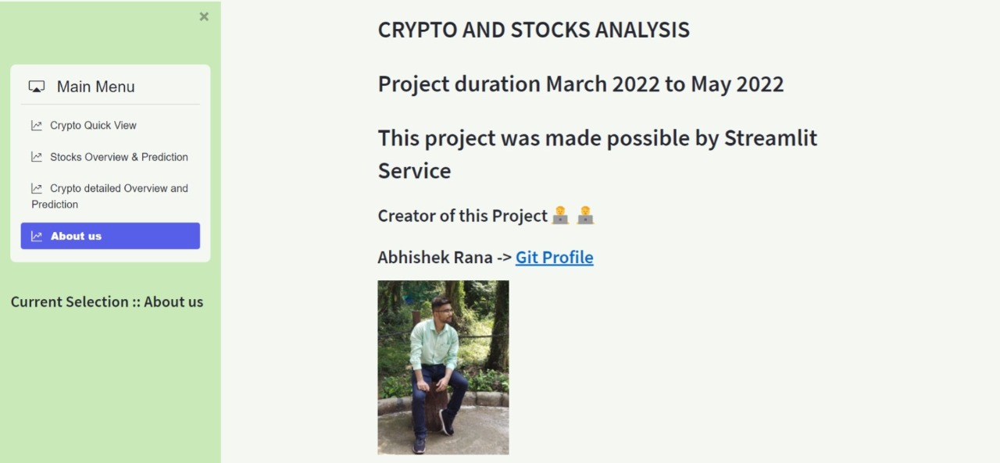 Main Menu
Crypto Quick View
Stocks Overview & Prediction
Crypto detailed Overview and
Prediction
About us
Current Selection :: About us
CRYPTO AND STOCKS ANALYSIS
Project duration March 2022 to May 2022
This project was made possible by Streamlit
Service
Creator of this Project 🧑‍💻 🧑‍💻
Abhishek Rana -> Git Profile